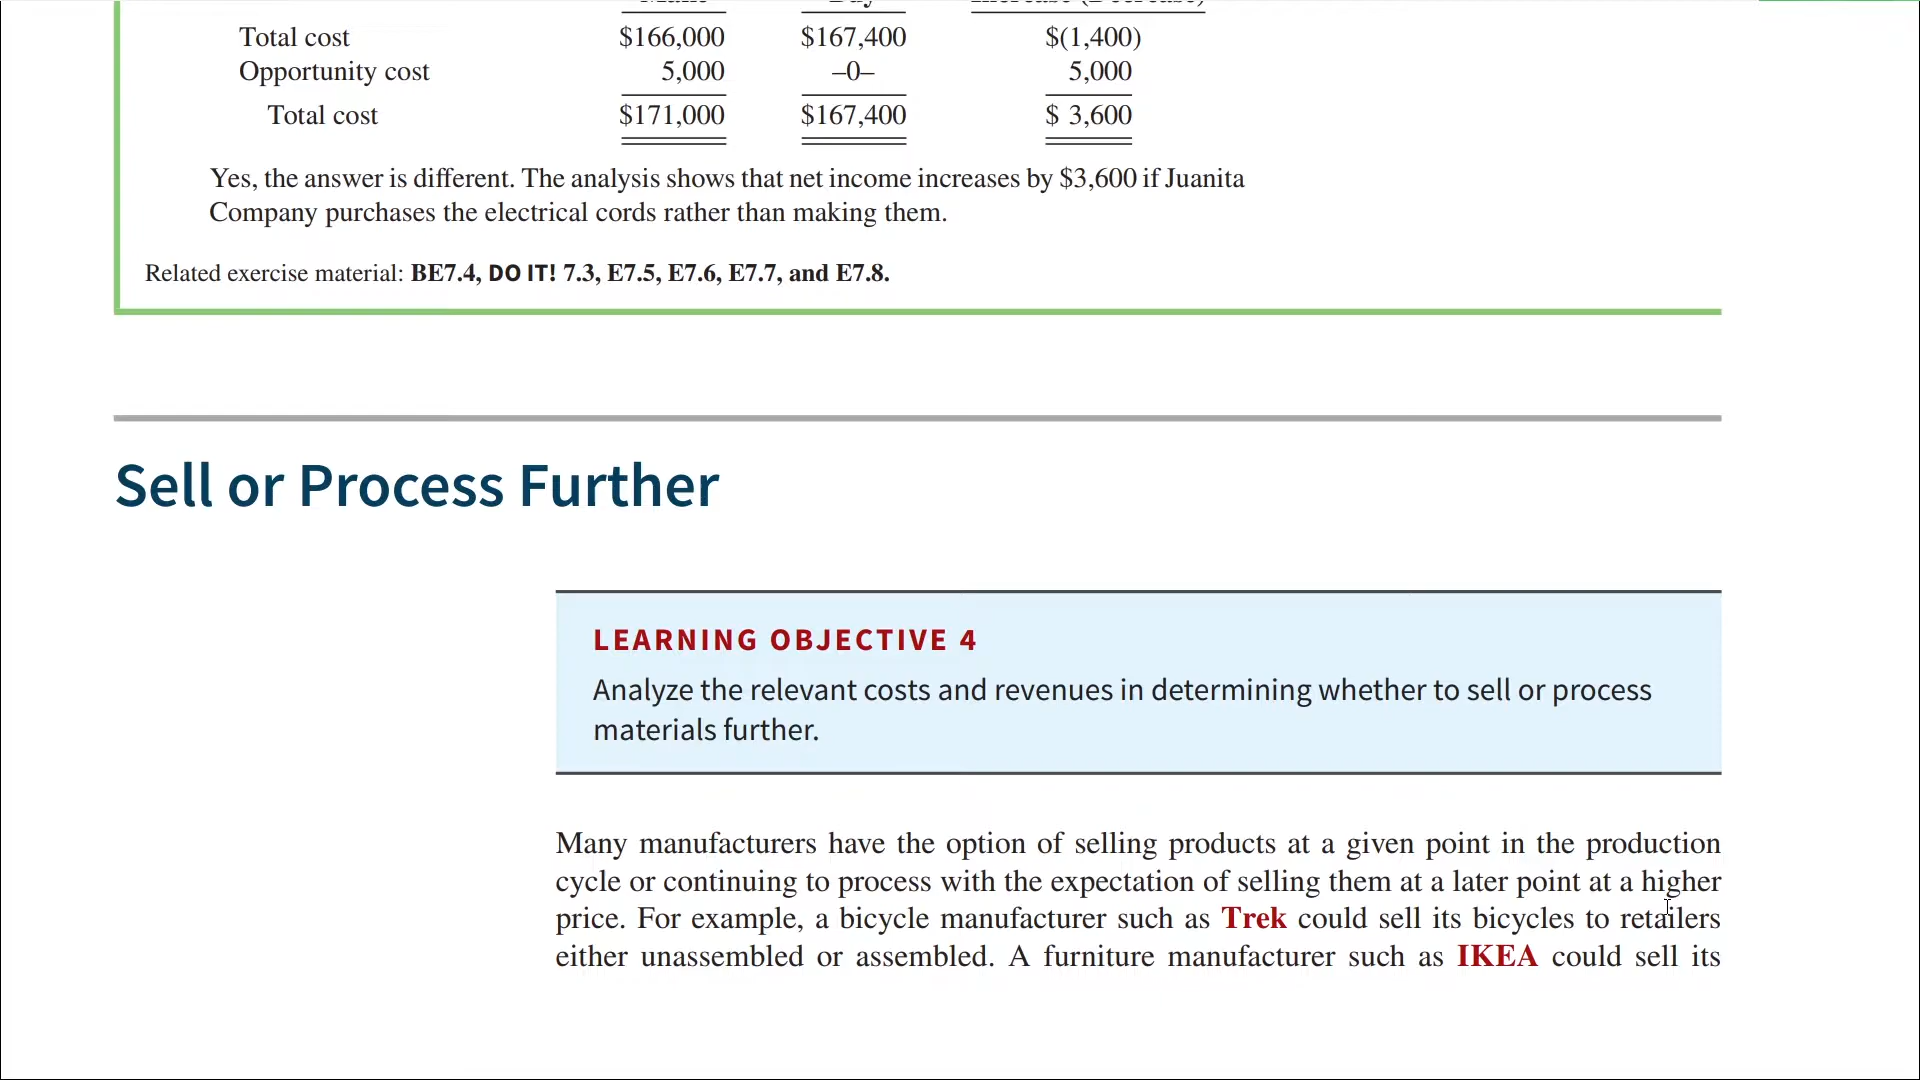 Total cost $166,000 $167,400 $(1,400)
Opportunity cost 5,000 –0– 5,000
Total cost $171,000 $167,400 $ 3,600
Yes, the answer is different. The analysis shows that net income increases by $3,600 if Juanita
Company purchases the electrical cords rather than making them.
Related exercise material: BE7.4, DO IT! 7.3, E7.5, E7.6, E7.7, and E7.8.
Sell or Process Further
LEARNING OBJECTIVE 4
Analyze the relevant costs and revenues in determining whether to sell or process
materials further.
Many manufacturers have the option of selling products at a given point in the production
cycle or continuing to process with the expectation of selling them at a later point at a higher
price. For example, a bicycle manufacturer such as Trek could sell its bicycles to retailers
either unassembled or assembled. A furniture manufacturer such as IKEA could sell its